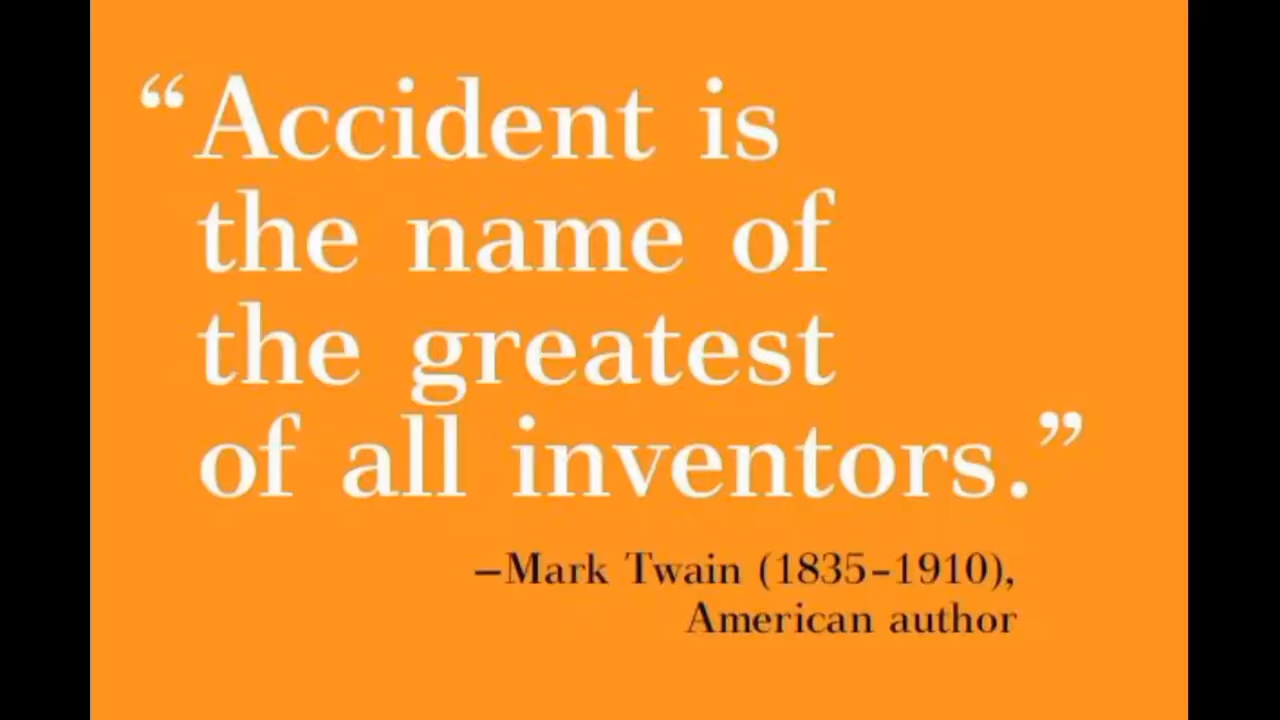 “Accident is
the name of
the greatest
of all inventors.”
–Mark Twain (1835–1910),
American author